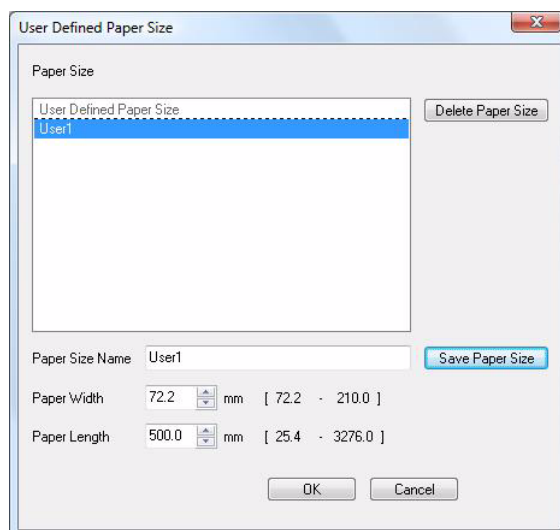 User Defined Paper Size
X
Paper Size
User Defined Paper Size
Delete Paper Size
User1
Paper Size Name User1 Save Paper Size
Paper Width 72.2 mm [ 72.2 - 210.0 ]
Paper Length 500.0 mm [ 25.4 - 3276.0 ]
OK Cancel